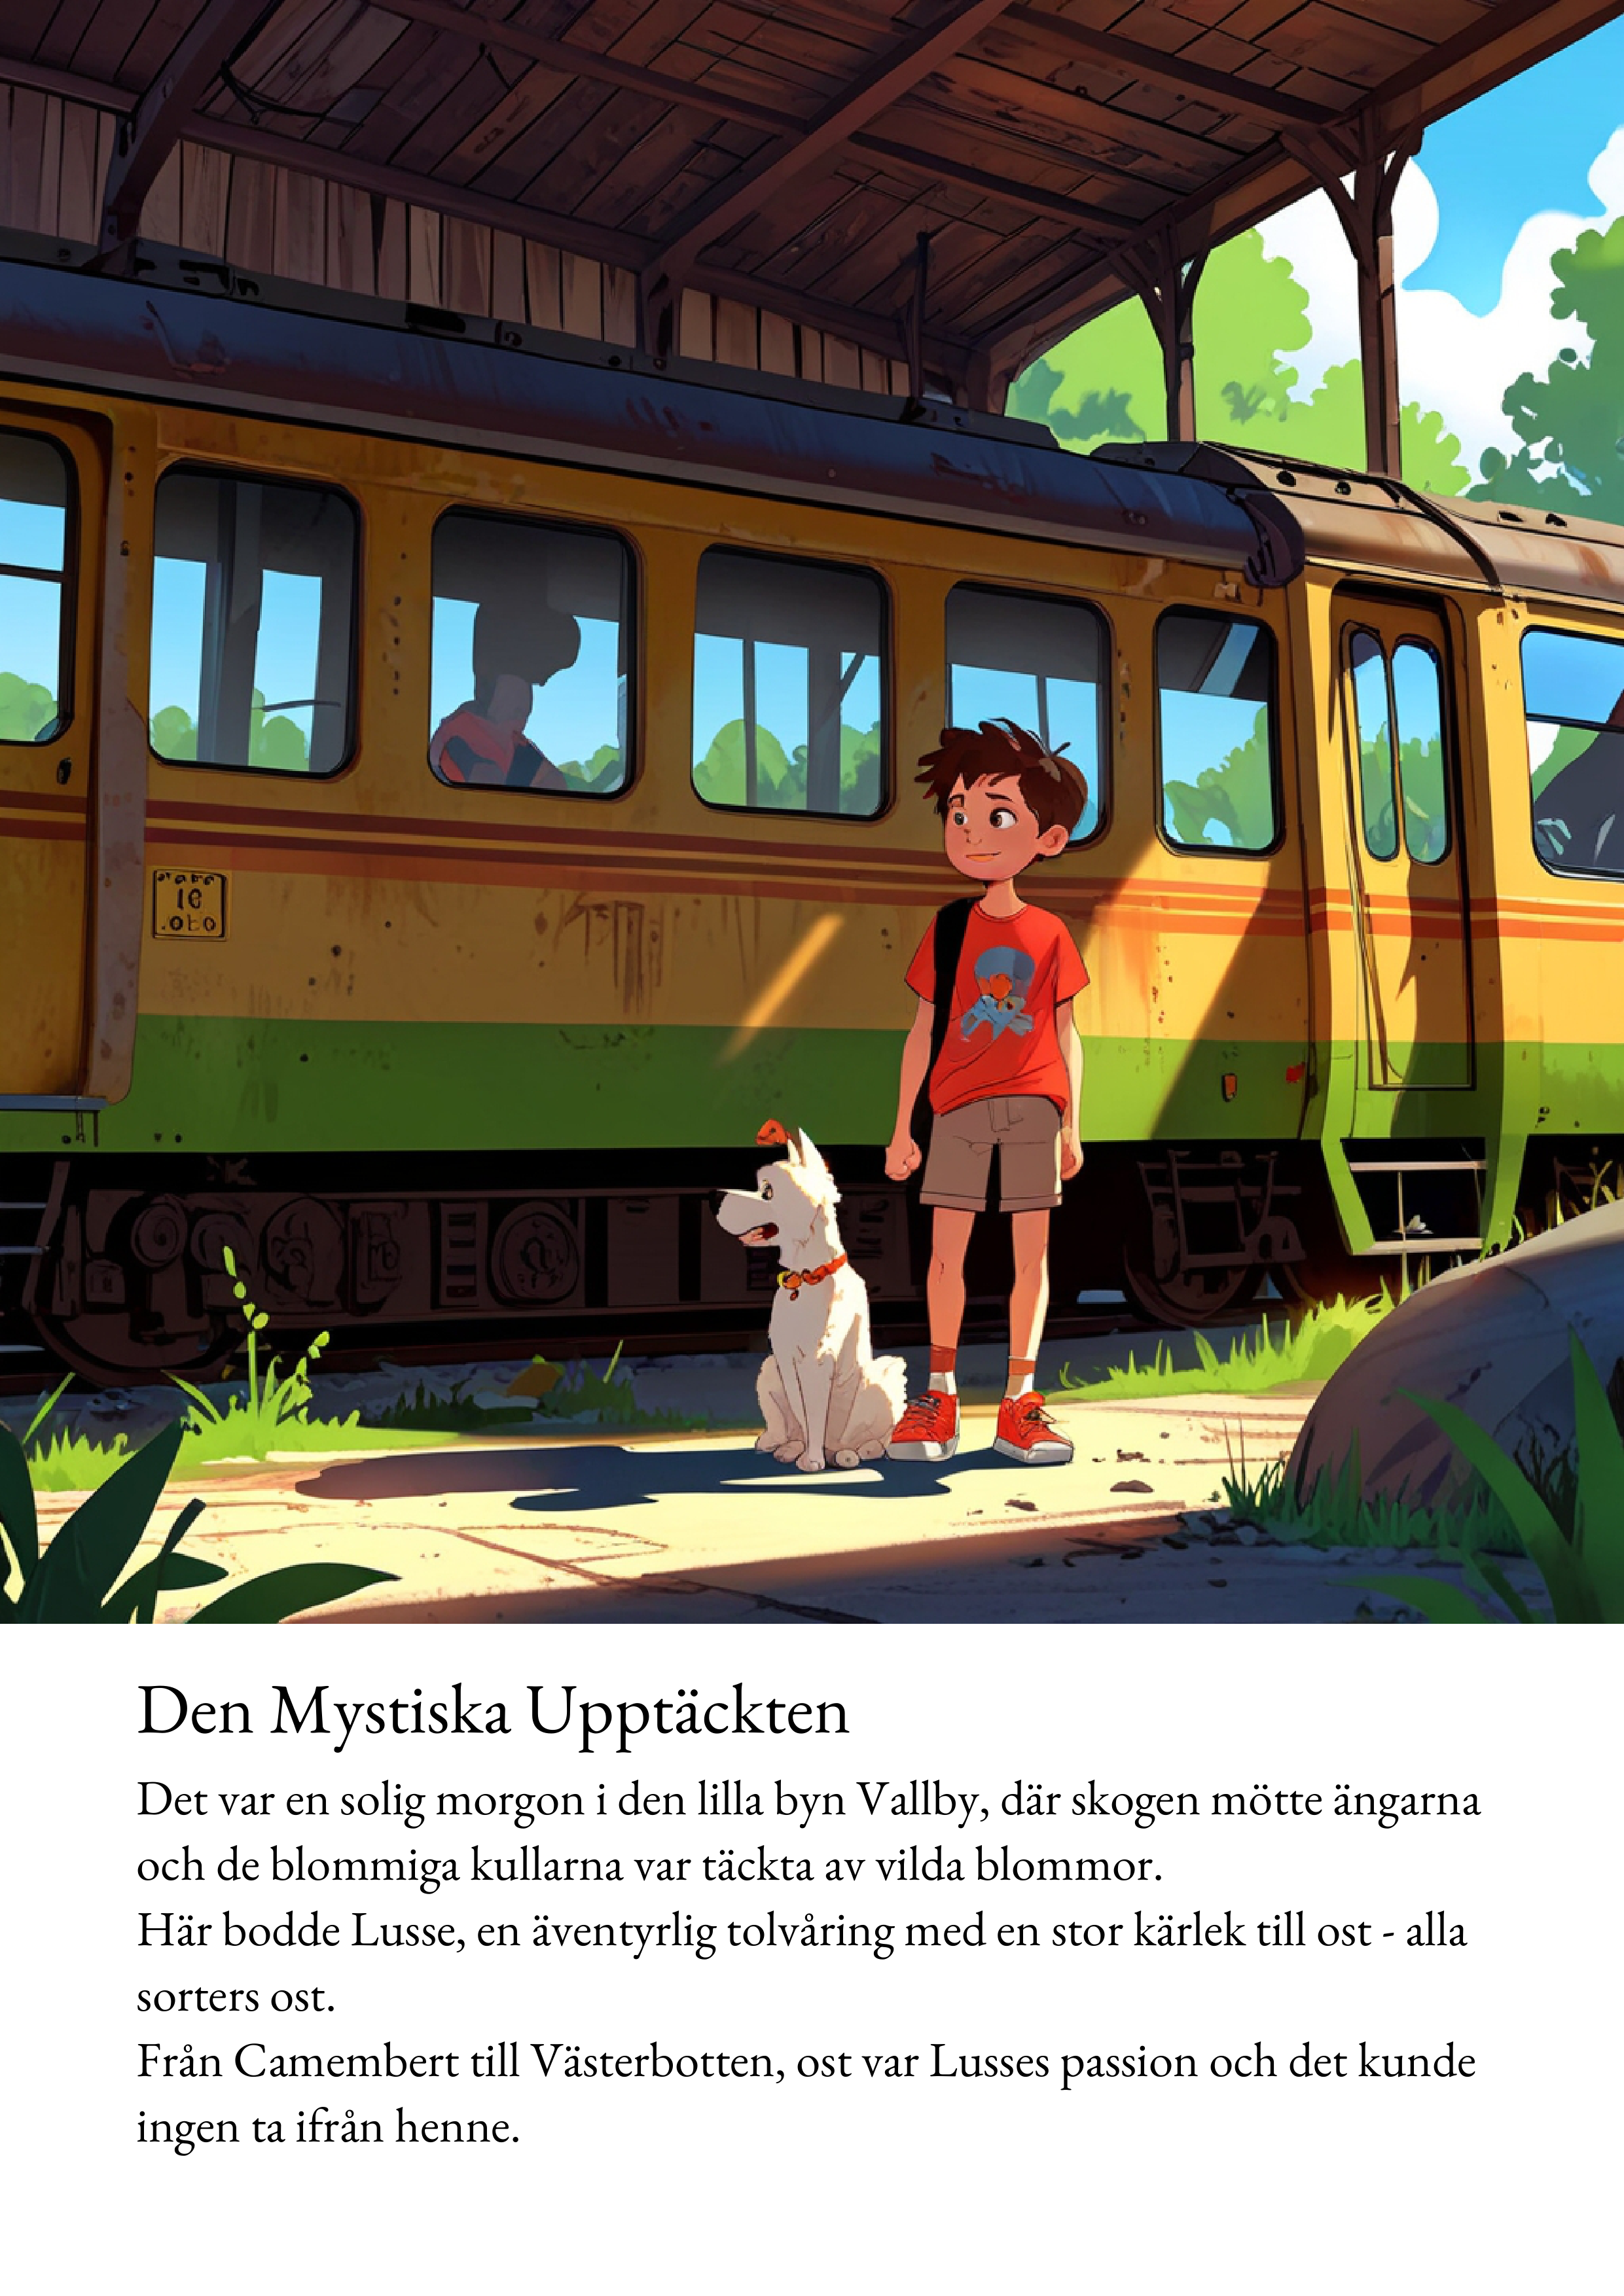 Den Mystiska Upptäckten
Det var en solig morgon i den lilla byn Vallby, där skogen mötte ängarna
och de blommiga kullarna var täckta av vilda blommor.
Här bodde Lusse, en äventyrlig tolvåring med en stor kärlek till ost - alla
sorters ost.
Från Camembert till Västerbotten, ost var Lusses passion och det kunde
ingen ta ifrån henne.